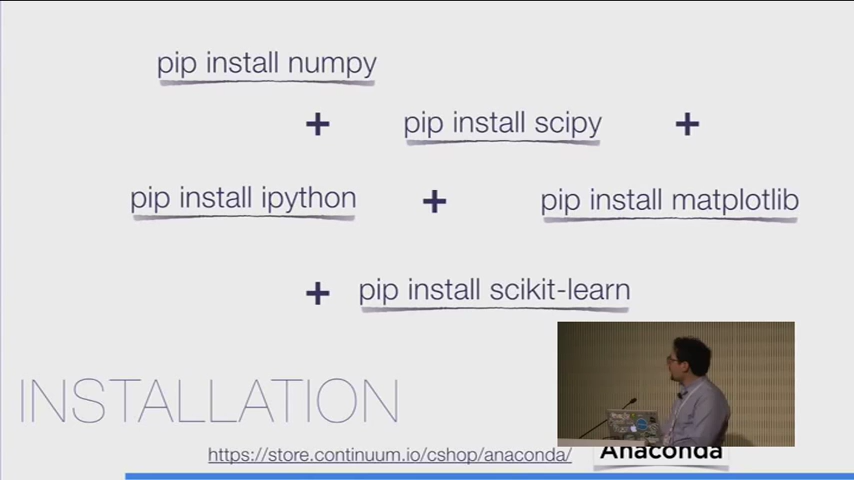 pip install numpy
+ pip install scipy +
pip install ipython + pip install matplotlib
+ pip install scikit-learn
INSTALLATION
https://store.continuum.io/cshop/anaconda/ Anaconda